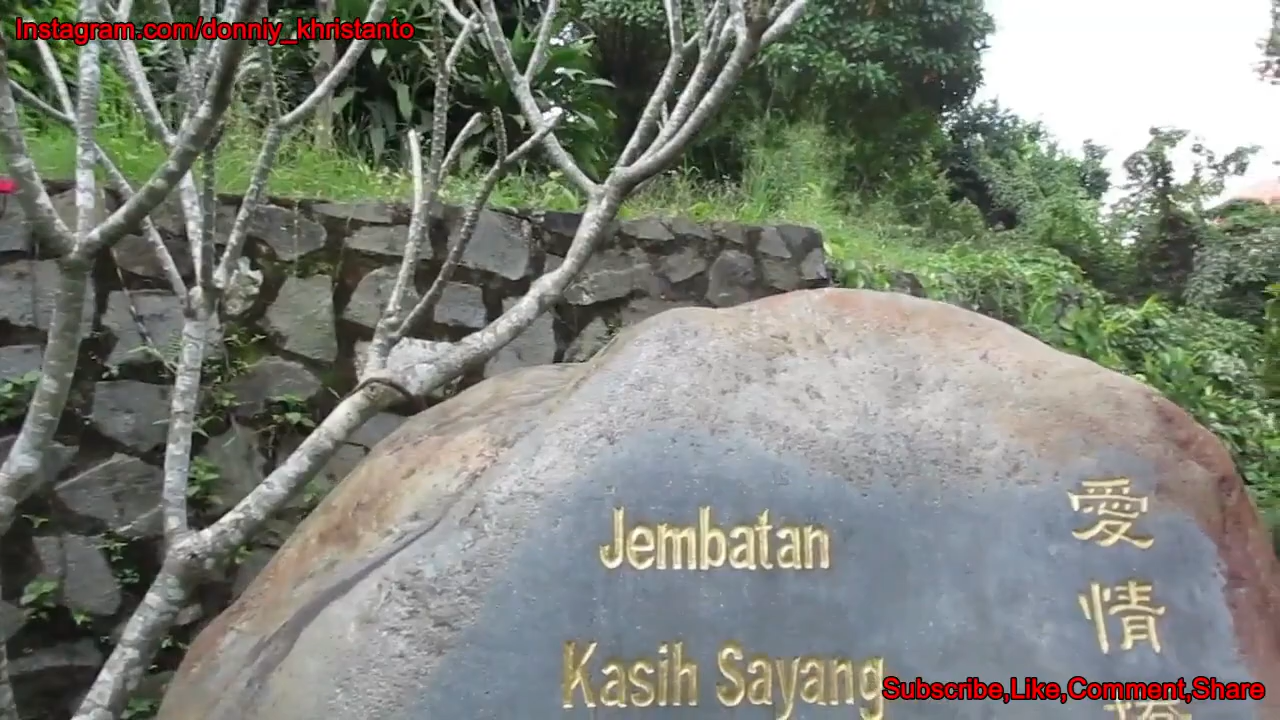 Instagram.com/donniy_khristanto
Jembatan
Kasih Sayang
愛情
Subscribe,Like,Comment,Share